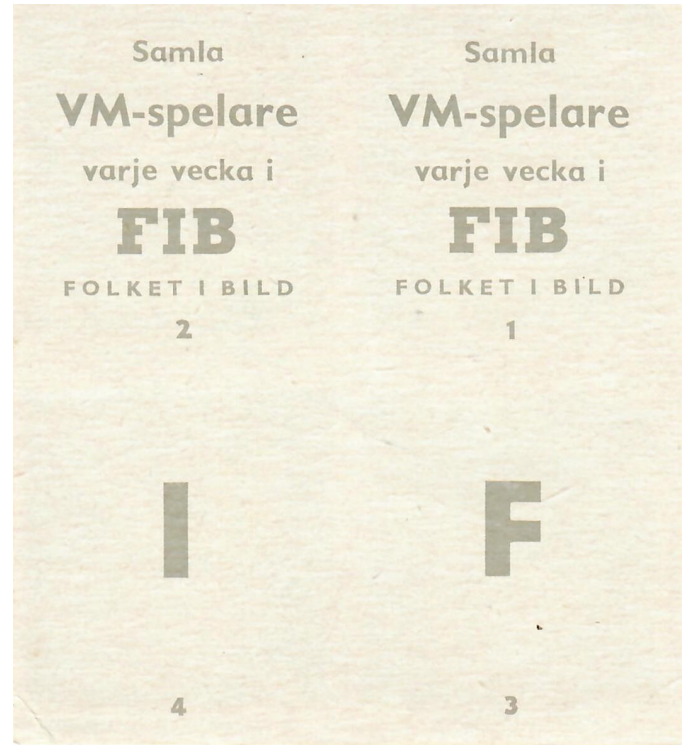 Samla
VM-spelare
varje vecka i
FIB
FOLKET I BILD
2
Samla
VM-spelare
varje vecka i
FIB
FOLKET I BILD
1
I
4
F
3